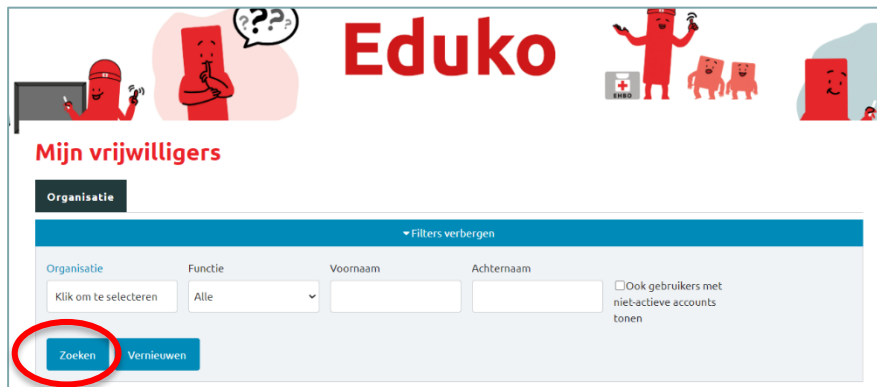 ???
Eduko
EHBO
Mijn vrijwilligers
Organisatie
Filters verbergen
Organisatie Functie Voornaam Achternaam
Klik om te selecteren Alle Ook gebruikers met
niet-actieve accounts
tonen
Zoeken Vernieuwen